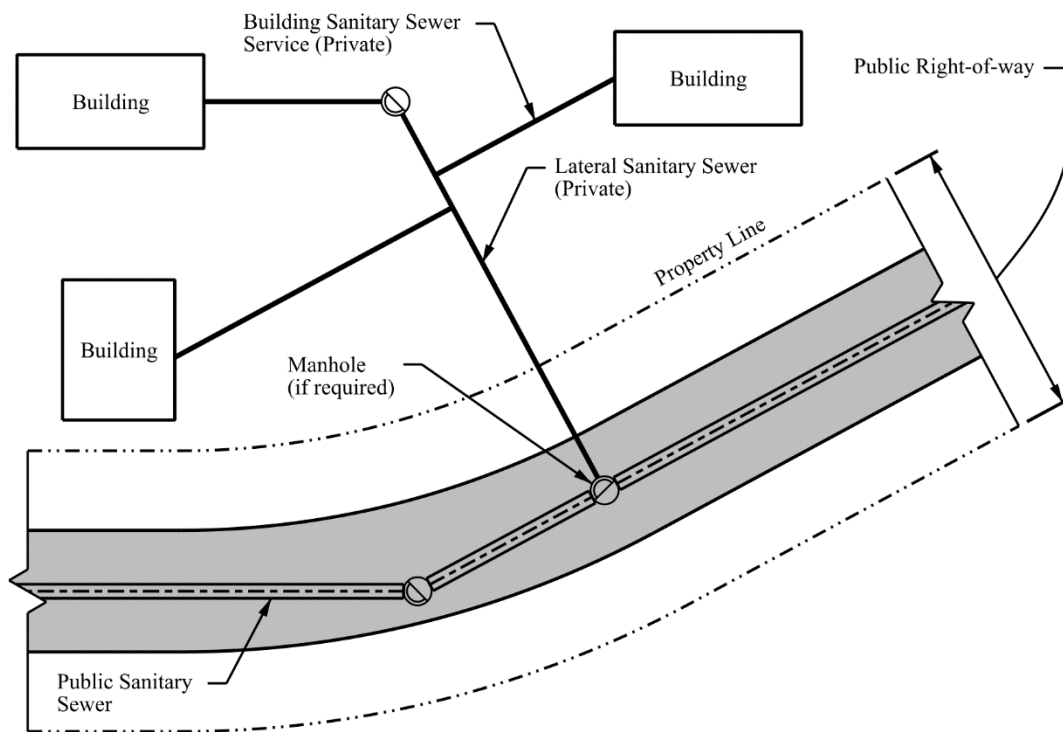 Building Sanitary Sewer
Service (Private)
Building
Building
Public Right-of-way
Lateral Sanitary Sewer
(Private)
Property Line
Building
Manhole
(if required)
Public Sanitary
Sewer